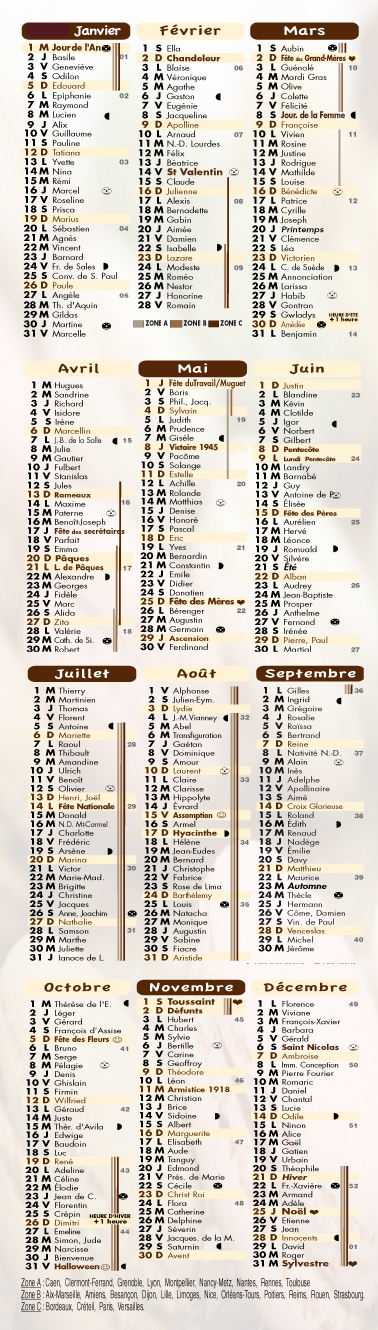 Janvier
1 M Jour de l'An
2 J Basile 01
3 V Geneviève
4 S Odilon
5 D Edouard
6 L Epiphanie 02
7 M Raymond
8 M Lucien
9 J Alix
10 V Guillaume
11 S Pauline
12 D Tatiana
13 L Yvette 03
14 M Nina
15 M Rémi
16 J Marcel
17 V Roseline
18 S Prisca
19 D Marius
20 L Sébastien 04
21 M Agnès
22 M Vincent
23 J Barnard
24 V Fr. de Sales
25 S Conv. de S. Paul
26 D Paule
27 L Angèle 05
28 M Th. d'Aquin
29 M Gildas
30 J Martine
31 V Marcelle
Février
1 S Ella
2 D Chandeleur
3 L Blaise 06
4 M Véronique
5 M Agathe
6 J Gaston
7 V Eugénie
8 S Jacqueline
9 D Apolline
10 L Arnaud 07
11 M N.-D. Lourdes
12 M Félix
13 J Béatrice
14 V St Valentin
15 S Claude
16 D Julienne
17 L Alexis 08
18 M Bernadette
19 M Gabin
20 J Aimée
21 V Damien
22 S Isabelle
23 D Lazare
24 L Modeste 09
25 M Roméo
26 M Nestor
27 J Honorine
28 V Romain
ZONE A ZONE B ZONE C
Mars
1 S Aubin
2 D Fête des Grand-Mères
3 L Guénolé 10
4 M Mardi Gras
5 M Olive
6 J Colette
7 V Félicité
8 S Jour. de la Femme
9 D Françoise
10 L Vivien 11
11 M Rosine
12 M Justine
13 J Rodrigue
14 V Mathilde
15 S Louise
16 D Bénédicte
17 L Patrice 12
18 M Cyrille
19 M Joseph
20 J Printemps
21 V Clémence
22 S Léa
23 D Victorien
24 L C. de Suède 13
25 M Annonciation
26 M Larissa
27 J Habib
28 V Gontran
29 S Gwladys HEURE D'ETE
30 D Amédée + 1 heure
31 L Benjamin 14
Avril
1 M Hugues
2 M Sandrine
3 J Richard
4 V Isidore
5 S Irène
6 D Marcellin
7 L J.-B. de la Salle 15
8 M Julie
9 M Gautier
10 J Fulbert
11 V Stanislas
12 S Jules
13 D Rameaux
14 L Maxime 16
15 M Paterne
16 M Benoît-Joseph
17 J Fête des secrétaires
18 V Parfait
19 S Emma
20 D Pâques
21 L L. de Pâques 17
22 M Alexandre
23 M Georges
24 J Fidèle
25 V Marc
26 S Alida
27 D Zita
28 L Valérie 18
29 M Cath. de Si.
30 M Robert
Mai
1 J Fête duTravail/Muguet
2 V Boris
3 S Phil., Jacq.
4 D Sylvain
5 L Judith 19
6 M Prudence
7 M Gisèle
8 J Victoire 1945
9 V Pacôme
10 S Solange
11 D Estelle
12 L Achille 20
13 M Rolande
14 M Matthias
15 J Denise
16 V Honoré
17 S Pascal
18 D Eric
19 L Yves 21
20 M Bernardin
21 M Constantin
22 J Emile
23 V Didier
24 S Donatien
25 D Fête des Mères
26 L Bérenger 22
27 M Augustin
28 M Germain
29 J Ascension
30 V Ferdinand
Juin
1 D Justin
2 L Blandine 23
3 M Kévin
4 M Clotilde
5 J Igor
6 V Norbert
7 S Gilbert
8 D Pentecôte
9 L Lundi Pentecôte 24
10 M Landry
11 M Barnabé
12 J Guy
13 V Antoine de P.
14 S Élisée
15 D Fête des Pères
16 L Aurélien 25
17 M Hervé
18 M Léonce
19 J Romuald
20 V Silvère
21 S Été
22 D Alban
23 L Audrey 26
24 M Jean-Baptiste
25 M Prosper
26 J Anthelme
27 V Fernand
28 S Irénée
29 D Pierre, Paul
30 L Martial 27
Juillet
1 M Thierry
2 M Martinien
3 J Thomas
4 V Florent
5 S Antoine
6 D Mariette
7 L Raoul 28
8 M Thibault
9 M Amandine
10 J Ulrich
11 V Benoît
12 S Olivier
13 D Henri, Joël
14 L Fête Nationale 29
15 M Donald
16 M N.D. MtCarmel
17 J Charlotte
18 V Frédéric
19 S Arsène
20 D Marina
21 L Victor 30
22 M Marie-Mad.
23 M Brigitte
24 J Christine
25 V Jacques
26 S Anne, Joachim
27 D Nathalie
28 L Samson 31
29 M Marthe
30 M Juliette
31 J Ignace de L.
Août
1 V Alphonse
2 S Julien-Eym.
3 D Lydie
4 L J.-M.Vianney 32
5 M Abel
6 M Transfiguration
7 J Gaétan
8 V Dominique
9 S Amour
10 D Laurent
11 L Claire 33
12 M Clarisse
13 M Hippolyte
14 J Évrard
15 V Assomption
16 S Armel
17 D Hyacinthe
18 L Hélène 34
19 M Jean-Eudes
20 M Bernard
21 J Christophe
22 V Fabrice
23 S Rose de Lima
24 D Barthélemy
25 L Louis 35
26 M Natacha
27 M Monique
28 J Augustin
29 V Sabine
30 S Fiacre
31 D Aristide
Septembre
1 L Gilles 36
2 M Ingrid
3 M Grégoire
4 J Rosalie
5 V Raïssa
6 S Bertrand
7 D Reine
8 L Nativité N.-D. 37
9 M Alain
10 M Inès
11 J Adelphe
12 V Apollinaire
13 S Aimé
14 D Croix Glorieuse
15 L Roland 38
16 M Édith
17 M Renaud
18 J Nadège
19 V Émilie
20 S Davy
21 D Matthieu
22 L Maurice 39
23 M Automne
24 M Thècle
25 J Hermann
26 V Côme, Damien
27 S Vin. de Paul
28 D Venceslas
29 L Michel 40
30 M Jérôme
Octobre
1 M Thérèse de l'E.
2 J Léger
3 V Gérard
4 S François d'Assise
5 D Fête des Fleurs
6 L Bruno 41
7 M Serge
8 M Pélagie
9 J Denis
10 V Ghislain
11 S Firmin
12 D Wilfried
13 L Géraud 42
14 M Juste
15 M Thér. d'Avila
16 J Edwige
17 V Baudoin
18 S Luc
19 D René
20 L Adeline 43
21 M Céline
22 M Élodie
23 J Jean de C.
24 V Florentin
25 S Crépin HEURE D'HIVER
26 D Dimitri + 1 heure
27 L Emeline 44
28 M Simon, Jude
29 M Narcisse
30 J Bienvenue
31 V Halloween
Novembre
1 S Toussaint
2 D Défunts
3 L Hubert 45
4 M Charles
5 M Sylvie
6 J Bertille
7 V Carine
8 S Geoffroy
9 D Théodore
10 L Léon 46
11 M Armistice 1918
12 M Christian
13 J Brice
14 V Sidoine
15 S Albert
16 D Marguerite
17 L Elisabeth 47
18 M Aude
19 M Tanguy
20 J Edmond
21 V Prés. de Marie
22 S Cécile
23 D Christ Roi
24 L Flora 48
25 M Catherine
26 M Delphine
27 J Séverin
28 V Jacques. de la M.
29 S Saturnin
30 D Avent
Décembre
1 L Florence 49
2 M Viviane
3 M François-Xavier
4 J Barbara
5 V Gérald
6 S Saint Nicolas
7 D Ambroise
8 L Imm. Conception 50
9 M Pierre Fourier
10 M Romaric
11 J Daniel
12 V Chantal
13 S Lucie
14 D Odile
15 L Ninon 51
16 M Alice
17 M Gaël
18 J Gatien
19 V Urbain
20 S Théophile
21 D Hiver
22 L Fr.-Xavière 52
23 M Armand
24 M Adèle
25 J Noël
26 V Etienne
27 S Jean
28 D Innocents
29 L David 01
30 M Roger
31 M Sylvestre
Zone A : Caen, Clermont-Ferrand, Grenoble, Lyon, Montpellier, Nancy-Metz, Nantes, Rennes, Toulouse
Zone B : Aix-Marseille, Amiens, Besançon, Dijon, Lille, Limoges, Nice, Orléans-Tours, Poitiers, Reims, Rouen, Strasbourg.
Zone C : Bordeaux, Créteil, Paris, Versailles.